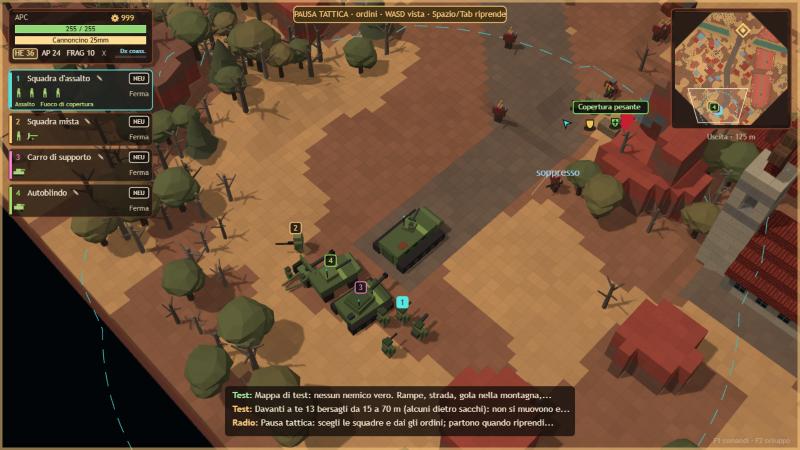 PAUSA TATTICA · ordini · WASD vista · Spazio/Tab riprende
APC 999
255 / 255
Cannoncino 25mm
HE 36 AP 24 FRAG 10 X Dx cann.
1 Squadra d'assalto NEU
Ferma
Assalto Fuoco di copertura
2 Squadra mista NEU
Ferma
3 Carro di supporto NEU
Ferma
4 Autoblindo NEU
Ferma
Copertura pesante
soppresso
2
4
3
1
4
Uscita · 125 m
Test: Mappa di test: nessun nemico vero. Rampe, strada, gola nella montagna,...
Test: Davanti a te 13 bersagli da 15 a 70 m (alcuni dietro sacchi): non si muovono e...
Radio: Pausa tattica: scegli le squadre e dai gli ordini; partono quando riprendi...
F1 comandi · F2 sviluppo